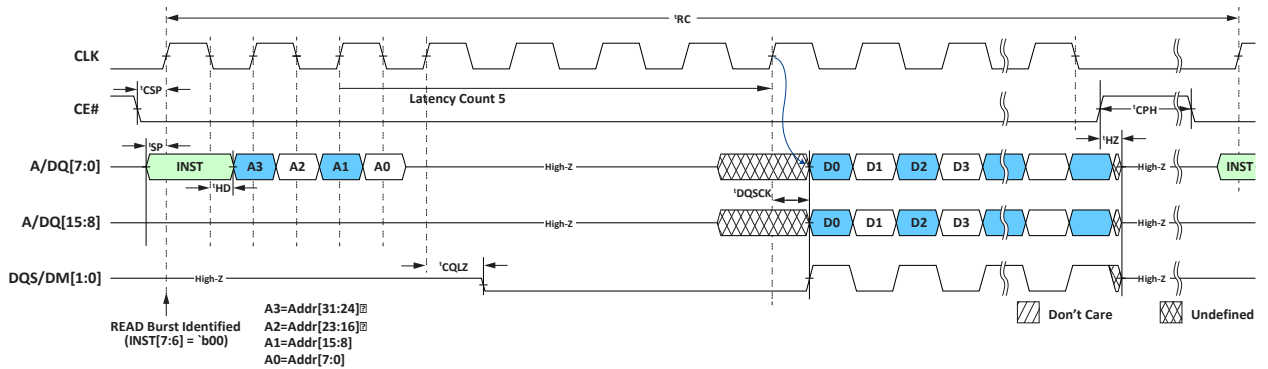 tRC
CLK
tCSP
Latency Count 5
CE#
tCPH
tSP
tHZ
A/DQ[7:0]
INST
A3
A2
A1
A0
High-Z
D0
D1
D2
D3
High-Z
INST
tHD
tDQSCK
A/DQ[15:8]
High-Z
D0
D1
D2
D3
High-Z
tCQLZ
DQS/DM[1:0]
High-Z
High-Z
READ Burst Identified
(INST[7:6] = `b00)
A3=Addr[31:24]
A2=Addr[23:16]
A1=Addr[15:8]
A0=Addr[7:0]
Don't Care
Undefined